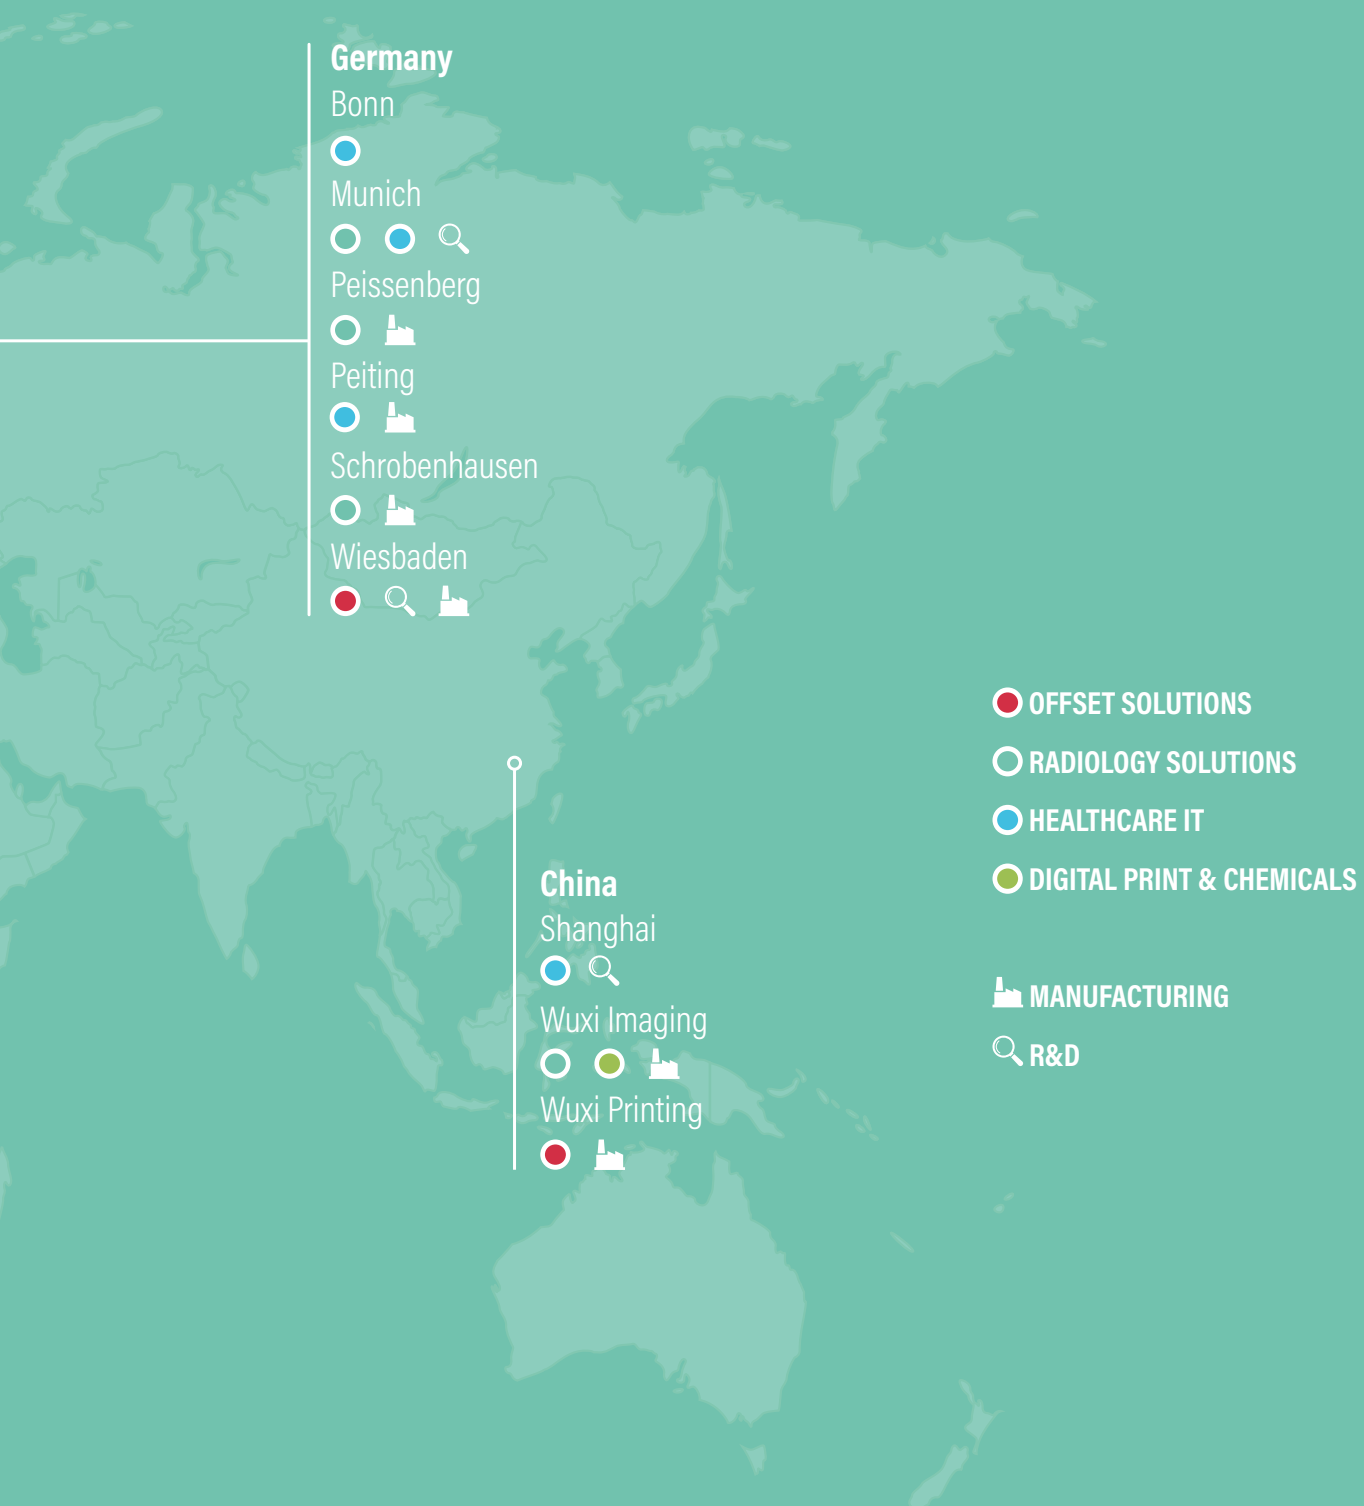 Germany
Bonn
Munich
Peissenberg
Peiting
Schrobenhausen
Wiesbaden
China
Shanghai
Wuxi Imaging
Wuxi Printing
OFFSET SOLUTIONS
RADIOLOGY SOLUTIONS
HEALTHCARE IT
DIGITAL PRINT & CHEMICALS
MANUFACTURING
R&D